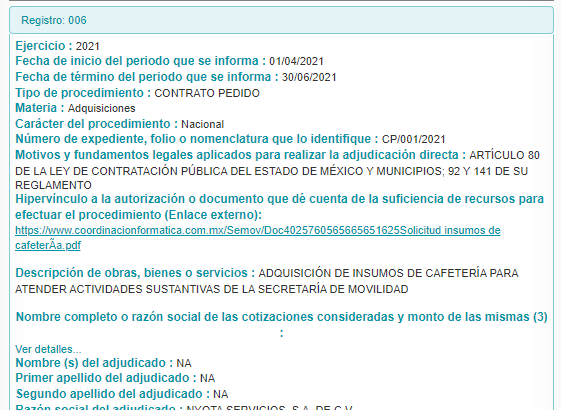 Registro: 006
Ejercicio : 2021
Fecha de inicio del periodo que se informa : 01/04/2021
Fecha de término del periodo que se informa : 30/06/2021
Tipo de procedimiento : CONTRATO PEDIDO
Materia : Adquisiciones
Carácter del procedimiento : Nacional
Número de expediente, folio o nomenclatura que lo identifique : CP/001/2021
Motivos y fundamentos legales aplicados para realizar la adjudicación directa : ARTÍCULO 80
DE LA LEY DE CONTRATACIÓN PÚBLICA DEL ESTADO DE MÉXICO Y MUNICIPIOS; 92 Y 141 DE SU
REGLAMENTO
Hipervínculo a la autorización o documento que dé cuenta de la suficiencia de recursos para
efectuar el procedimiento (Enlace externo):
https://www.coordinacionformatica.com.mx/Semov/Doc4025760565665651625Solicitud insumos de
cafeterÃa.pdf
Descripción de obras, bienes o servicios : ADQUISICIÓN DE INSUMOS DE CAFETERÍA PARA
ATENDER ACTIVIDADES SUSTANTIVAS DE LA SECRETARÍA DE MOVILIDAD
Nombre completo o razón social de las cotizaciones consideradas y monto de las mismas (3)
:
Ver detalles...
Nombre (s) del adjudicado : NA
Primer apellido del adjudicado : NA
Segundo apellido del adjudicado : NA
Razón social del adjudicado : NYOTA SERVICIOS, S.A. DE C.V.